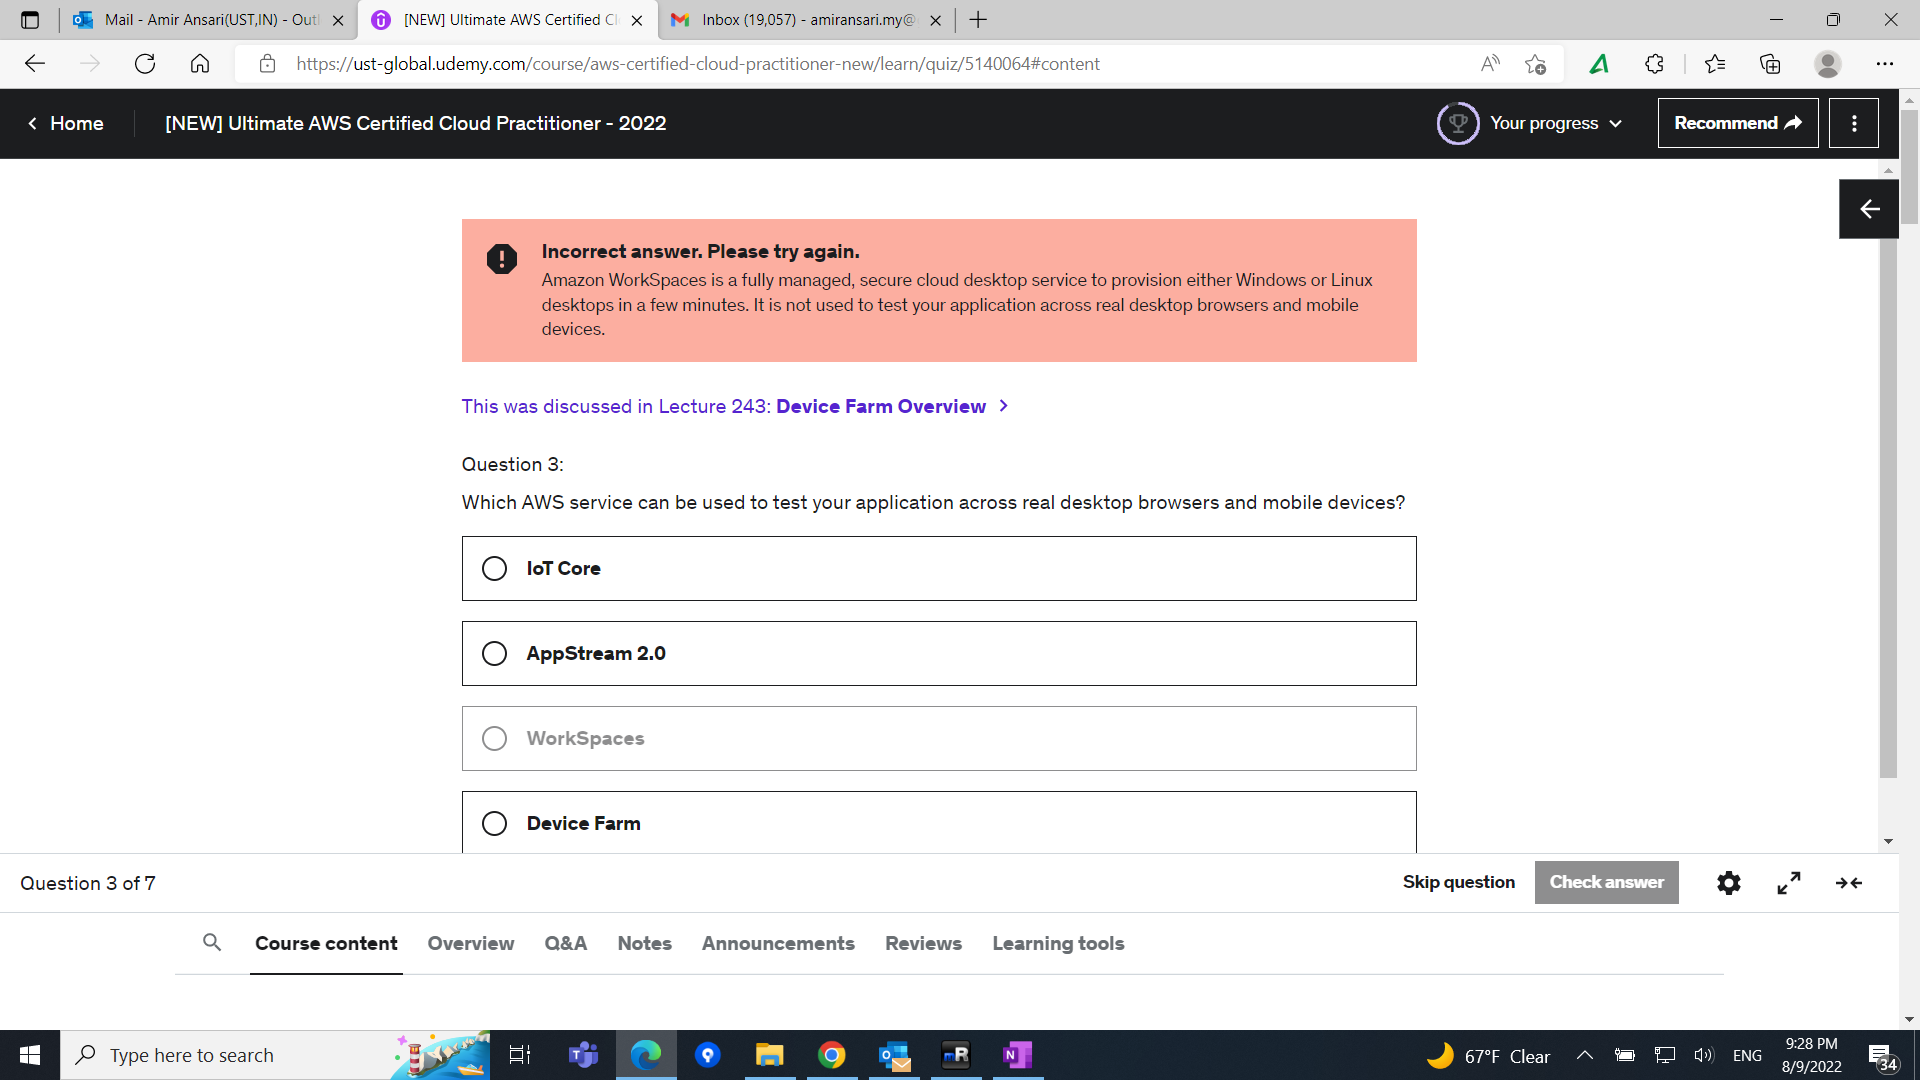 Mail - Amir Ansari(UST,IN) - Out
[NEW] Ultimate AWS Certified Cl
Inbox (19,057) - amiransari.my@
https://ust-global.udemy.com/course/aws-certified-cloud-practitioner-new/learn/quiz/5140064#content
Home
[NEW] Ultimate AWS Certified Cloud Practitioner - 2022
Your progress
Recommend
Incorrect answer. Please try again.
Amazon WorkSpaces is a fully managed, secure cloud desktop service to provision either Windows or Linux
desktops in a few minutes. It is not used to test your application across real desktop browsers and mobile
devices.
This was discussed in Lecture 243: Device Farm Overview
Question 3:
Which AWS service can be used to test your application across real desktop browsers and mobile devices?
IoT Core
AppStream 2.0
WorkSpaces
Device Farm
Question 3 of 7
Skip question
Check answer
Course content
Overview
Q&A
Notes
Announcements
Reviews
Learning tools
Type here to search
67°F Clear
ENG
9:28 PM
8/9/2022
34